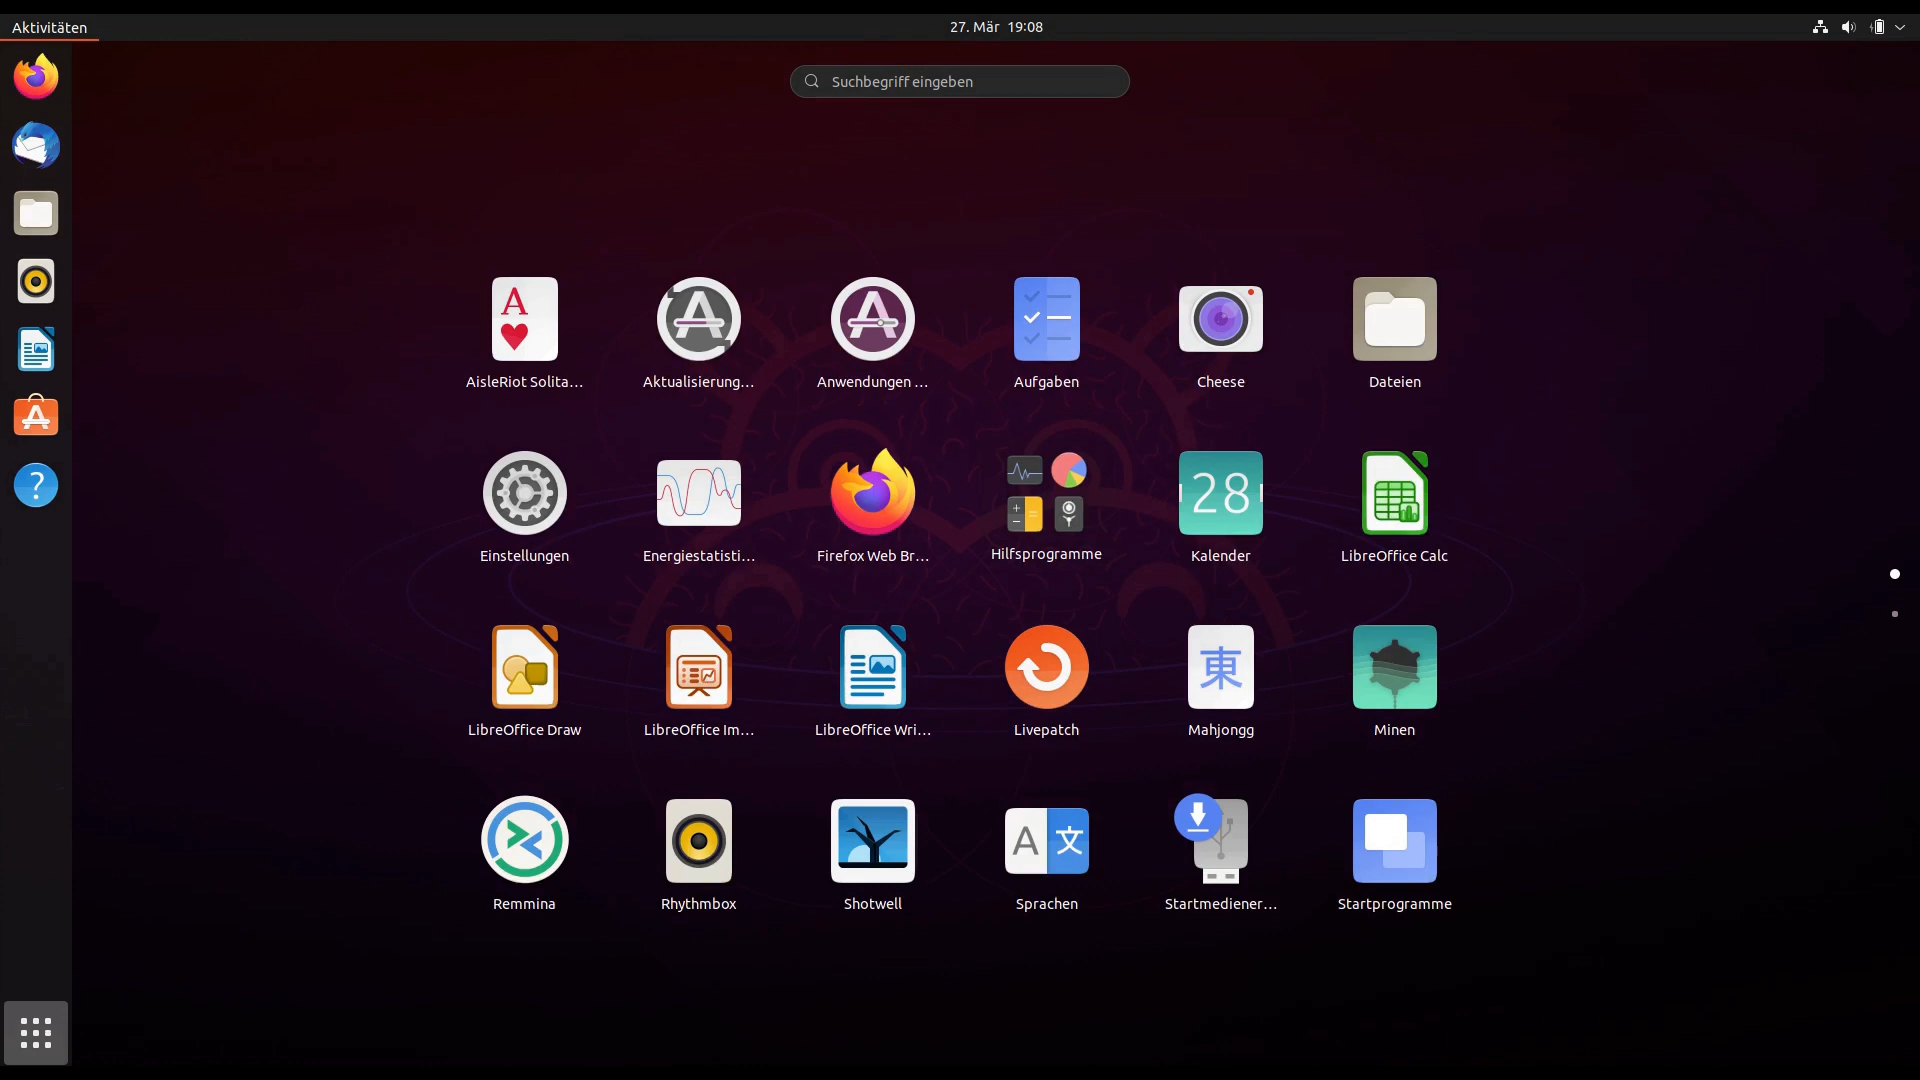 Aktivitäten
27. Mär 19:08
Suchbegriff eingeben
A
AisleRiot Solita...
Aktualisierung...
Anwendungen ...
Aufgaben
Cheese
Dateien
28
Einstellungen
Energiestatisti...
Firefox Web Br...
Hilfsprogramme
Kalender
LibreOffice Calc
東
LibreOffice Draw
LibreOffice Im...
LibreOffice Wri...
Livepatch
Mahjongg
Minen
A 文
Remmina
Rhythmbox
Shotwell
Sprachen
Startmediener...
Startprogramme